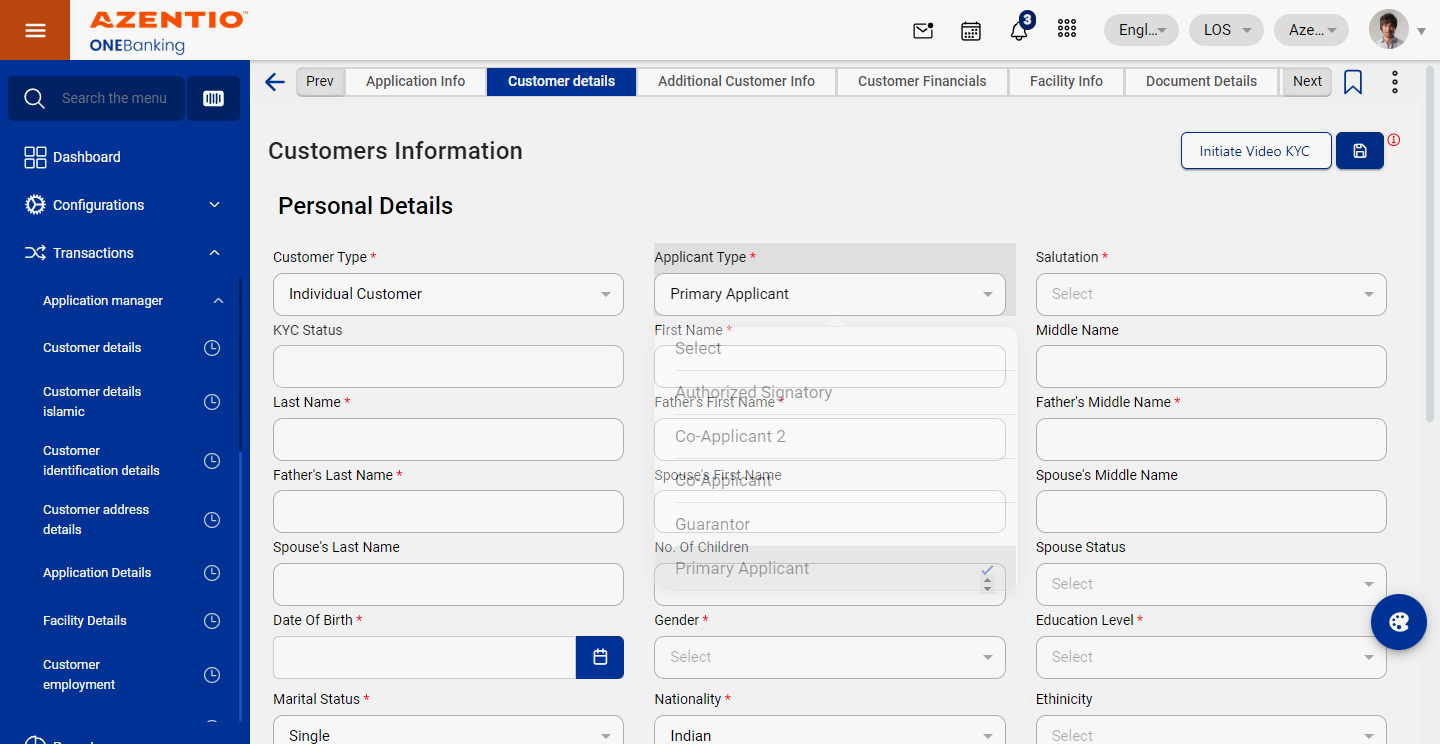 AZENTIO™
ONEBanking
3
Engl...
LOS
Aze...
Search the menu
Dashboard
Configurations
Transactions
Application manager
Customer details
Customer details
islamic
Customer
identification details
Customer address
details
Application Details
Facility Details
Customer
employment
Prev
Application Info
Customer details
Additional Customer Info
Customer Financials
Facility Info
Document Details
Next
Customers Information
Initiate Video KYC
Personal Details
Customer Type *
Applicant Type *
Salutation *
Individual Customer
Primary Applicant
Select
KYC Status
First Name *
Middle Name
Select
Authorized Signatory
Last Name *
Father's First Name *
Father's Middle Name *
Co-Applicant 2
Father's Last Name *
Spouse's First Name
Spouse's Middle Name
Co-Applicant
Guarantor
Spouse's Last Name
No. Of Children
Spouse Status
Primary Applicant
Select
Date Of Birth *
Gender *
Education Level *
Select
Select
Marital Status *
Nationality *
Ethinicity
Single
Indian
Select